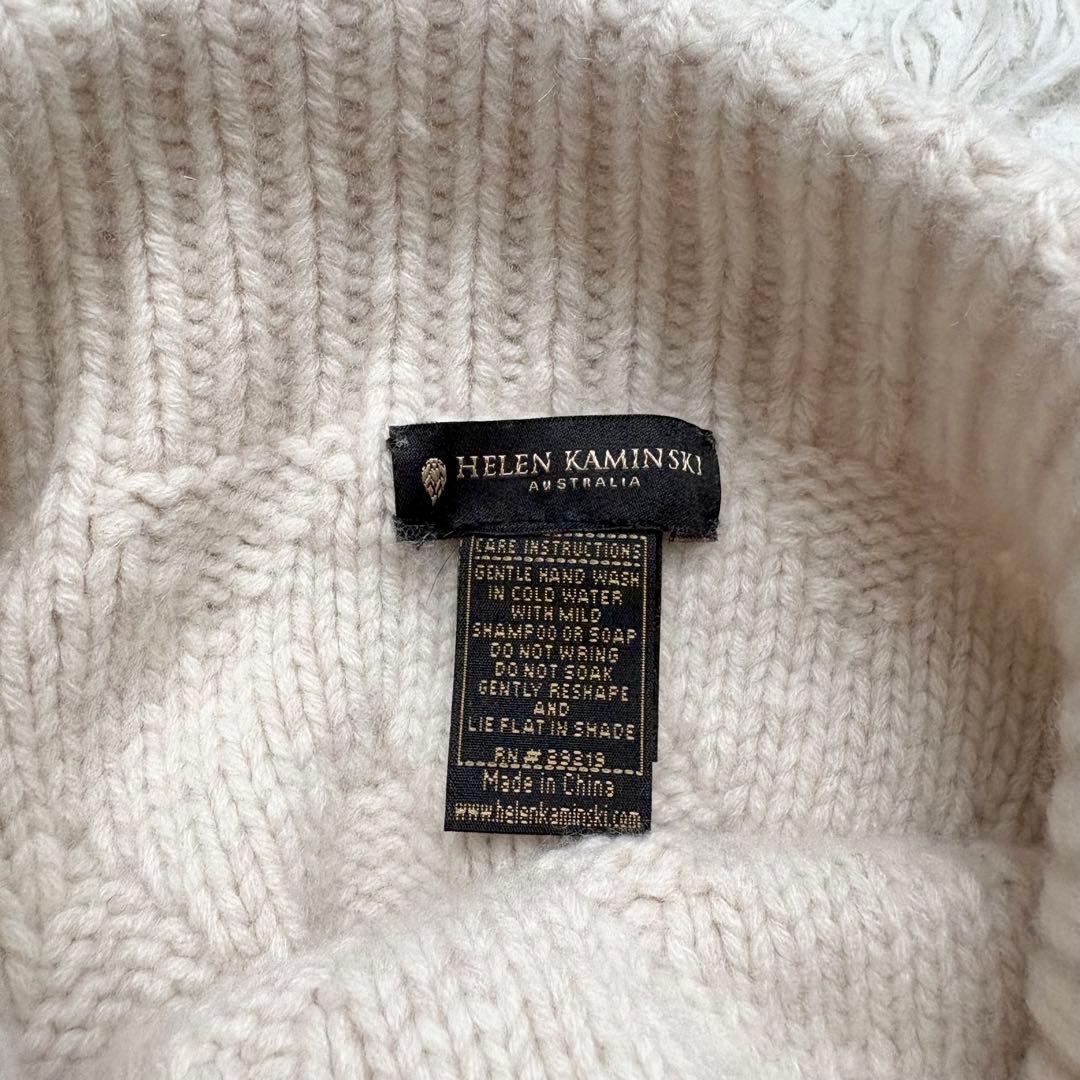 HELEN KAMINSKI
AUSTRALIA
CARE INSTRUCTIONS
GENTLE HAND WASH
IN COLD WATER
WITH MILD
SHAMPOO OR SOAP
DO NOT WRING
DO NOT SOAK
GENTLY RESHAPE
AND
LIE FLAT IN SHADE
RN #
Made in China
www.helenkaminski.com